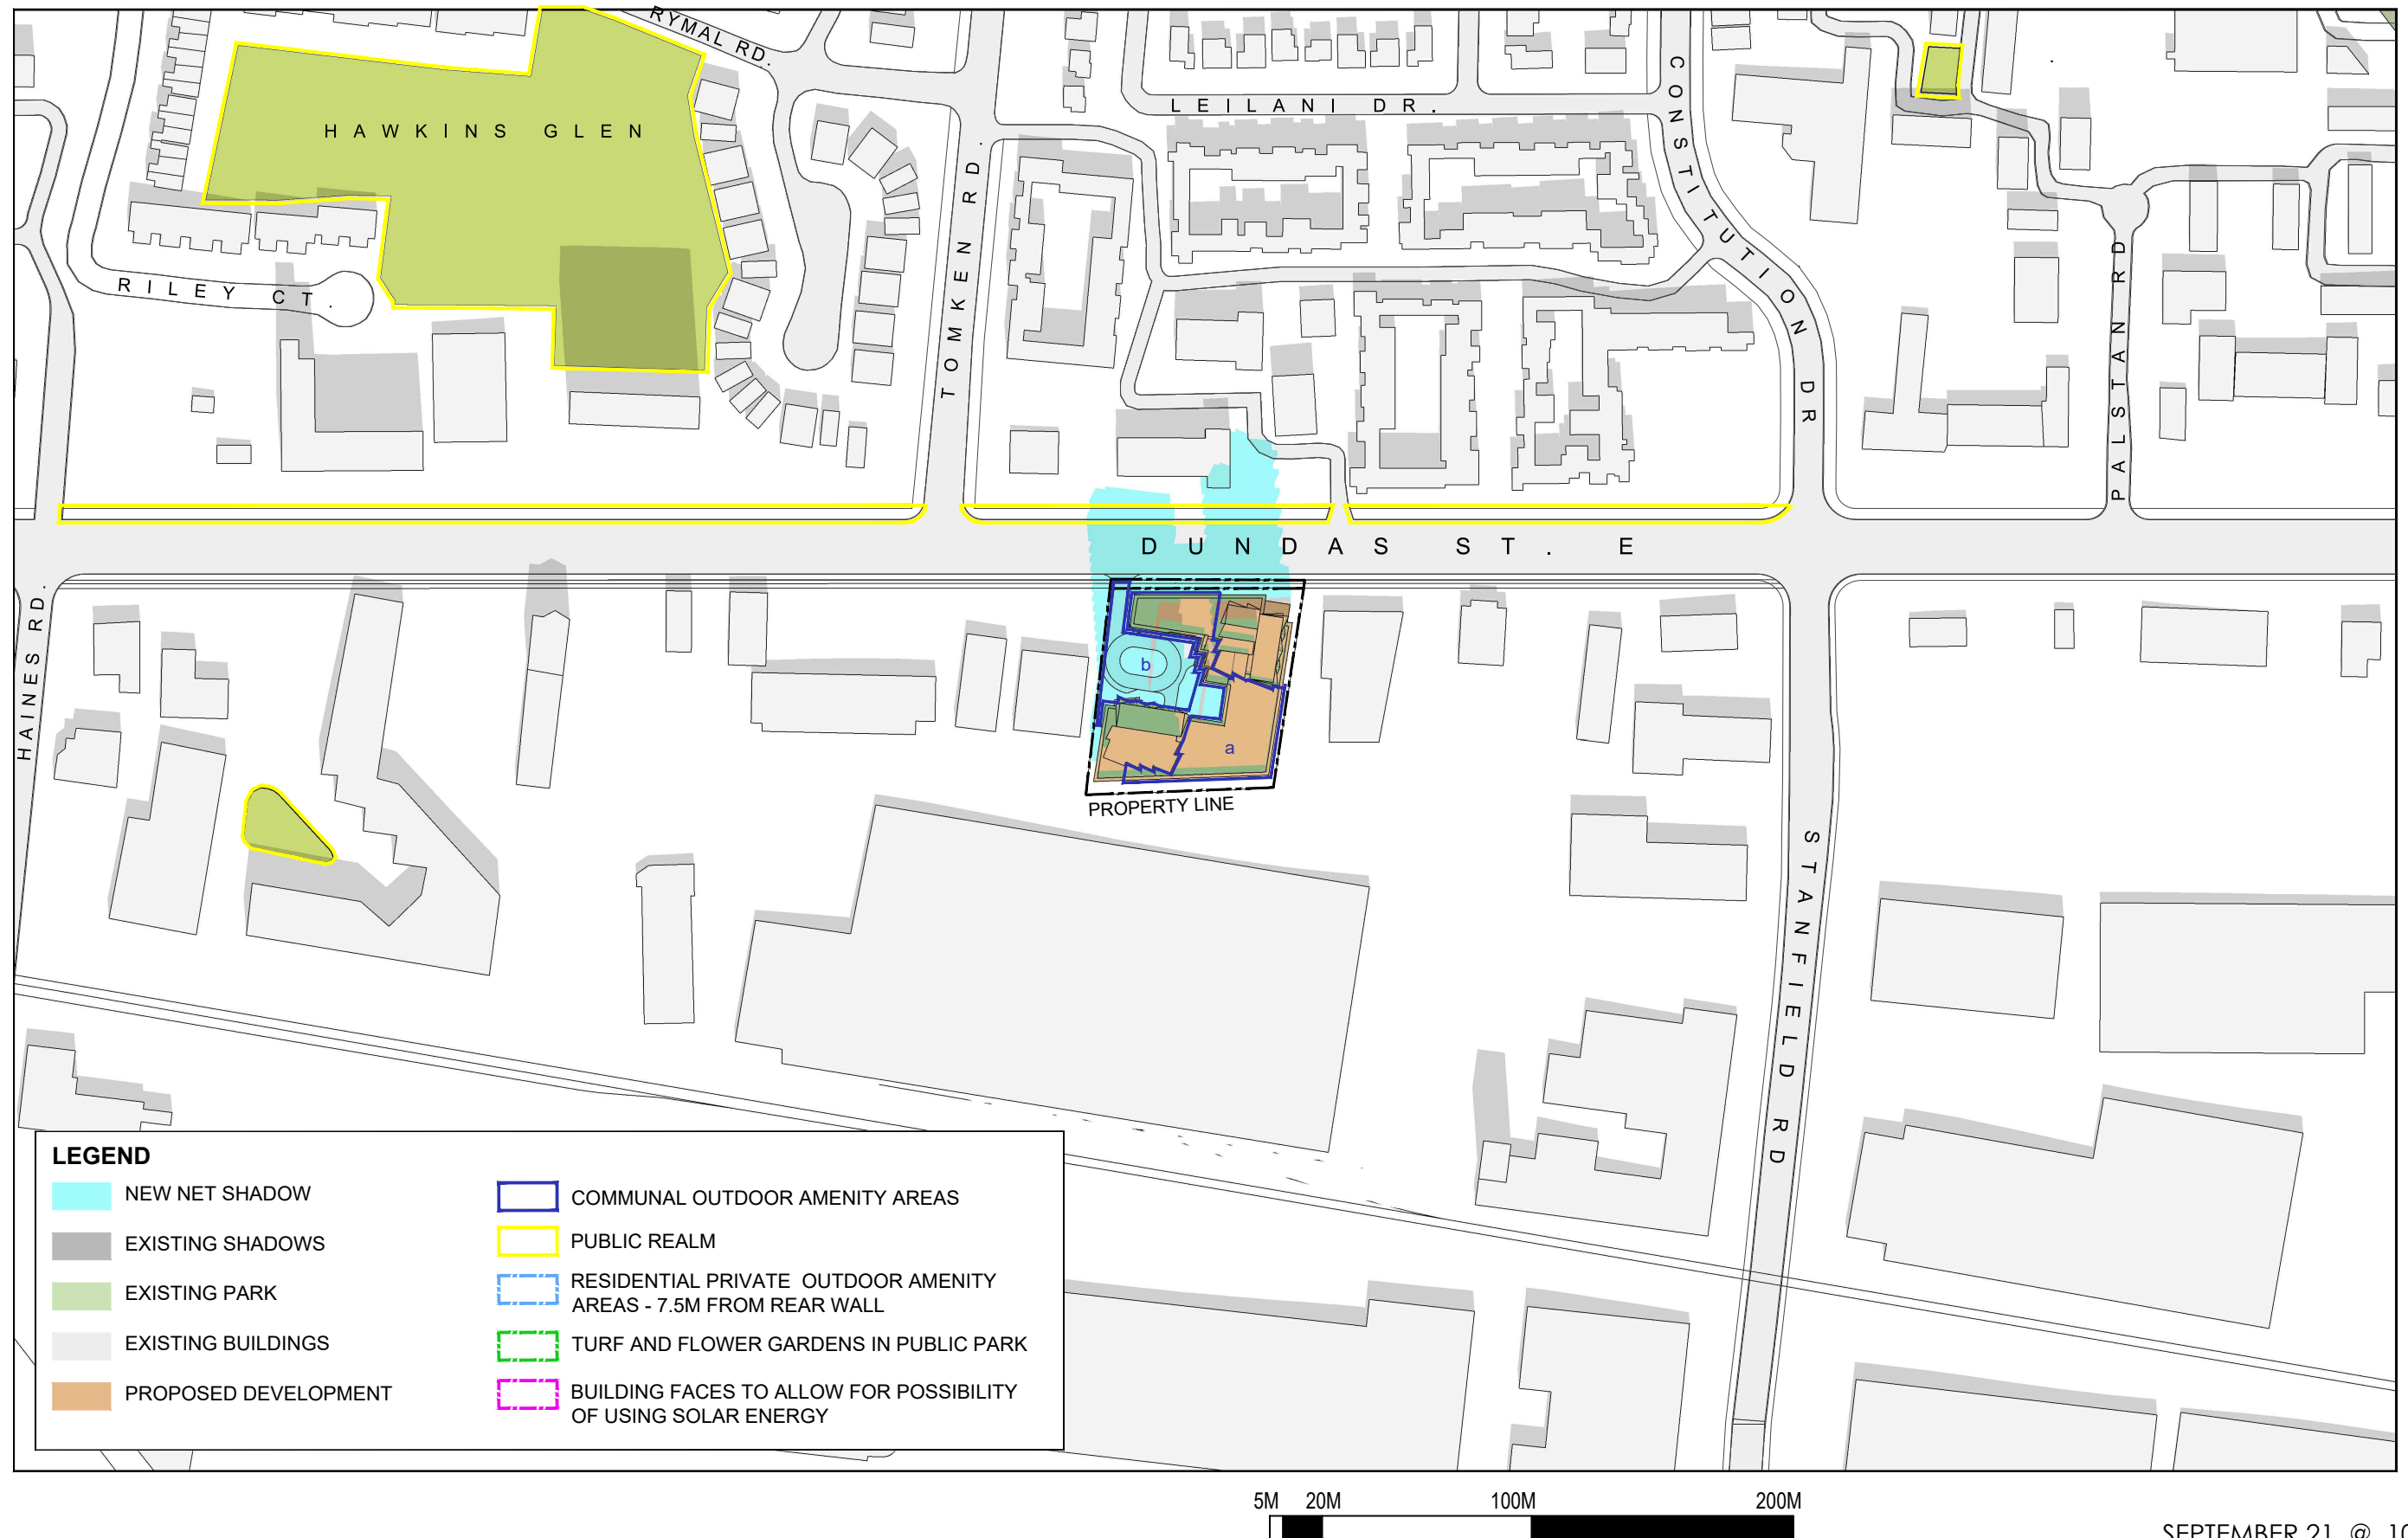 RYMAL RD.
HAWKINS GLEN
LEILANI DR.
CONSTITUTION DR
TOMKEN RD.
RILEY CT.
PALSTAN RD
DUNDAS ST. E
HAINES RD.
b
a
PROPERTY LINE
STANFIELD RD
LEGEND
NEW NET SHADOW
EXISTING SHADOWS
EXISTING PARK
EXISTING BUILDINGS
PROPOSED DEVELOPMENT
COMMUNAL OUTDOOR AMENITY AREAS
PUBLIC REALM
RESIDENTIAL PRIVATE OUTDOOR AMENITY
AREAS - 7.5M FROM REAR WALL
TURF AND FLOWER GARDENS IN PUBLIC PARK
BUILDING FACES TO ALLOW FOR POSSIBILITY
OF USING SOLAR ENERGY
5M 20M 100M 200M
SEPTEMBER 21 @ 10